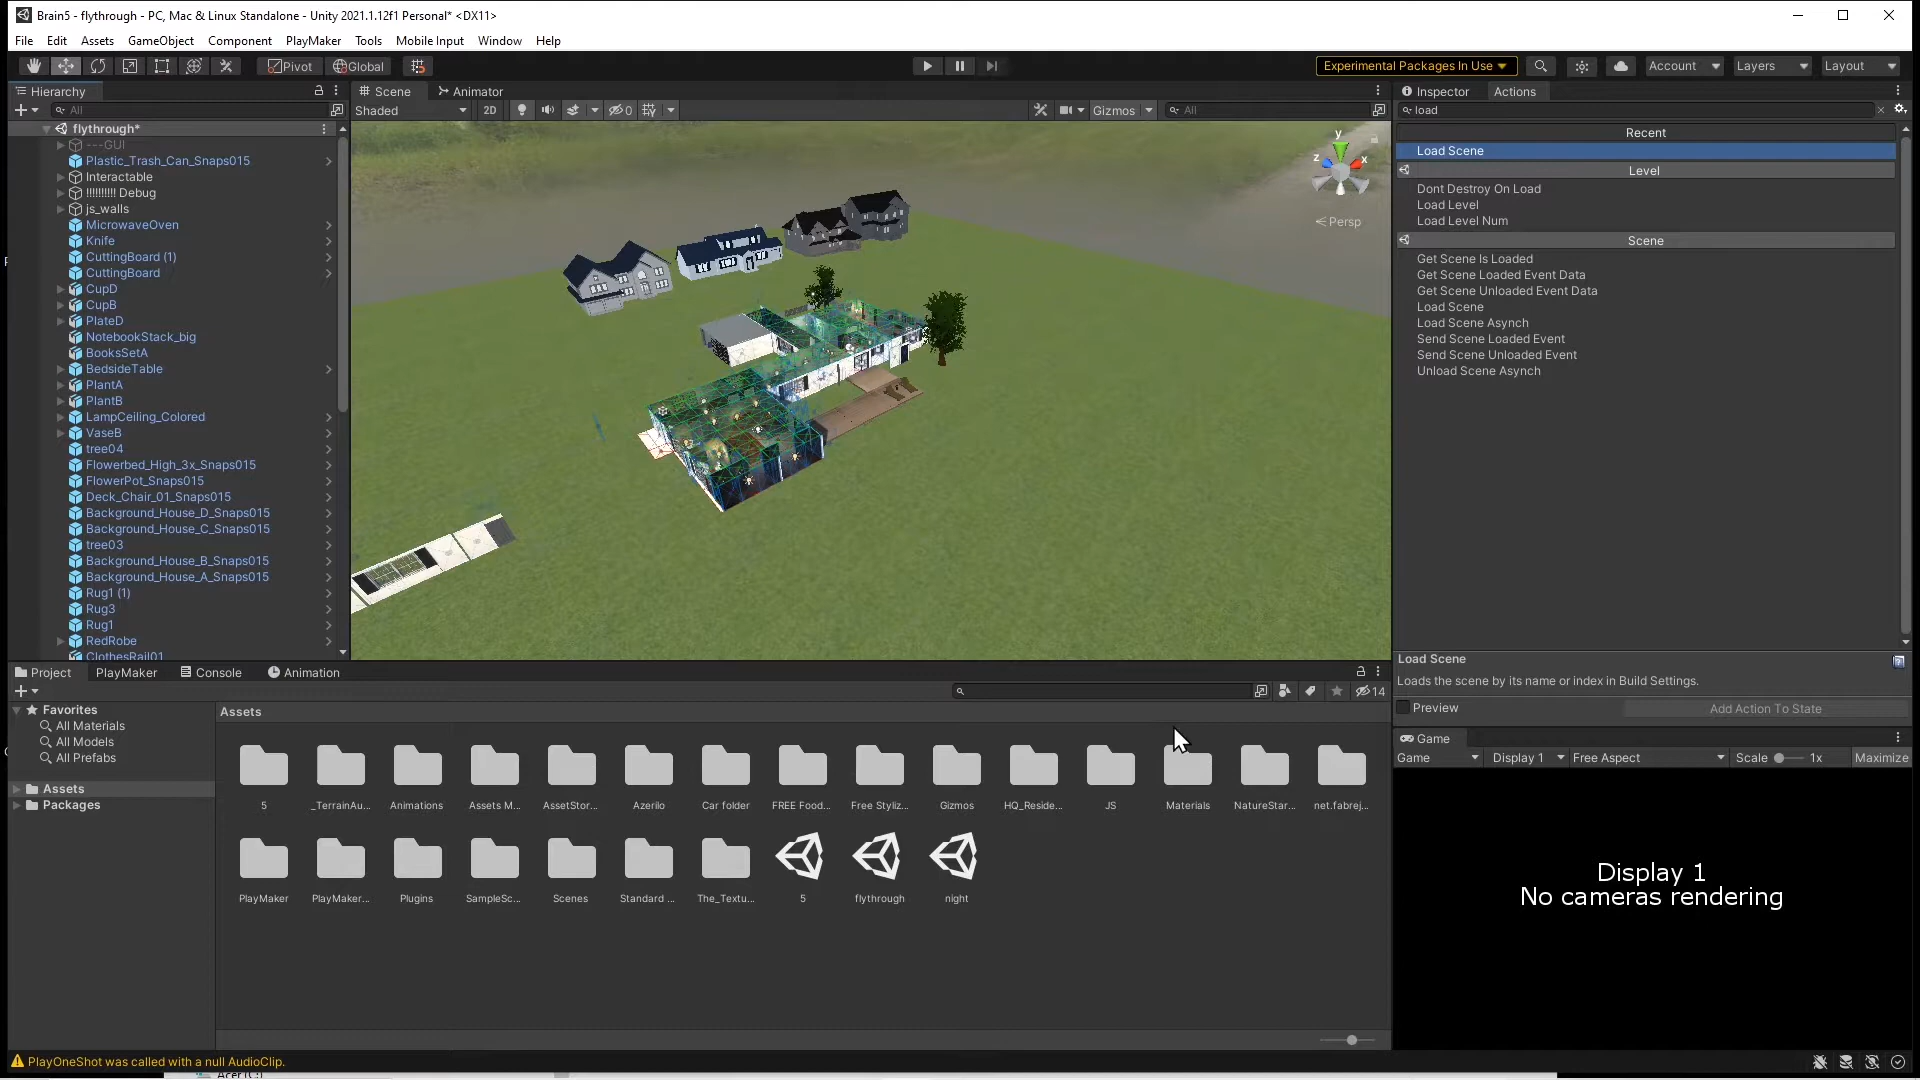 Brain5 - flythrough - PC, Mac & Linux Standalone - Unity 2021.1.12f1 Personal* <DX11>
File Edit Assets GameObject Component PlayMaker Tools Mobile Input Window Help
Pivot Global Experimental Packages In Use Account Layers Layout
Hierarchy
All
flythrough*
---GUI
Plastic_Trash_Can_Snaps015
Interactable
!!!!!!!!!! Debug
js_walls
MicrowaveOven
Knife
CuttingBoard (1)
CuttingBoard
CupD
CupB
PlateD
NotebookStack_big
BooksSetA
BedsideTable
PlantA
PlantB
LampCeiling_Colored
VaseB
tree04
Flowerbed_High_3x_Snaps015
FlowerPot_Snaps015
Deck_Chair_01_Snaps015
Background_House_D_Snaps015
Background_House_C_Snaps015
tree03
Background_House_B_Snaps015
Background_House_A_Snaps015
Rug1 (1)
Rug3
Rug1
RedRobe
ClothesRail01
Scene Animator
Shaded 2D 0 Gizmos All
y
z x
Persp
Inspector Actions
load
Recent
Load Scene
Level
Dont Destroy On Load
Load Level
Load Level Num
Scene
Get Scene Is Loaded
Get Scene Loaded Event Data
Get Scene Unloaded Event Data
Load Scene
Load Scene Asynch
Send Scene Loaded Event
Send Scene Unloaded Event
Unload Scene Asynch
Load Scene
Loads the scene by its name or index in Build Settings.
Preview Add Action To State
Project PlayMaker Console Animation
14
Favorites
All Materials
All Models
All Prefabs
Assets
Packages
Assets
5 _TerrainAu... Animations Assets M... AssetStor... Azerilo Car folder FREE Food... Free Styliz... Gizmos HQ_Reside... JS Materials NatureStar... net.fabrej...
PlayMaker PlayMaker... Plugins SampleSc... Scenes Standard ... The_Textu... 5 flythrough night
Game
Game Display 1 Free Aspect Scale 1x Maximize
Display 1
No cameras rendering
PlayOneShot was called with a null AudioClip.